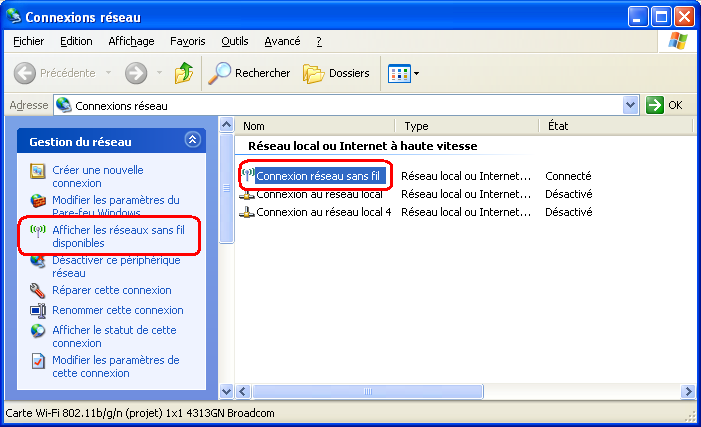 Connexions réseau
Fichier Edition Affichage Favoris Outils Avancé ?
Précédente Rechercher Dossiers
Adresse Connexions réseau OK
Gestion du réseau
Créer une nouvelle
connexion
Modifier les paramètres du
Pare-feu Windows
Afficher les réseaux sans fil
disponibles
Désactiver ce périphérique
réseau
Réparer cette connexion
Renommer cette connexion
Afficher le statut de cette
connexion
Modifier les paramètres de
cette connexion
Nom Type État
Réseau local ou Internet à haute vitesse
Connexion réseau sans fil Réseau local ou Internet... Connecté
Connexion au réseau local Réseau local ou Internet... Désactivé
Connexion au réseau local 4 Réseau local ou Internet... Désactivé
Carte Wi-Fi 802.11b/g/n (projet) 1x1 4313GN Broadcom